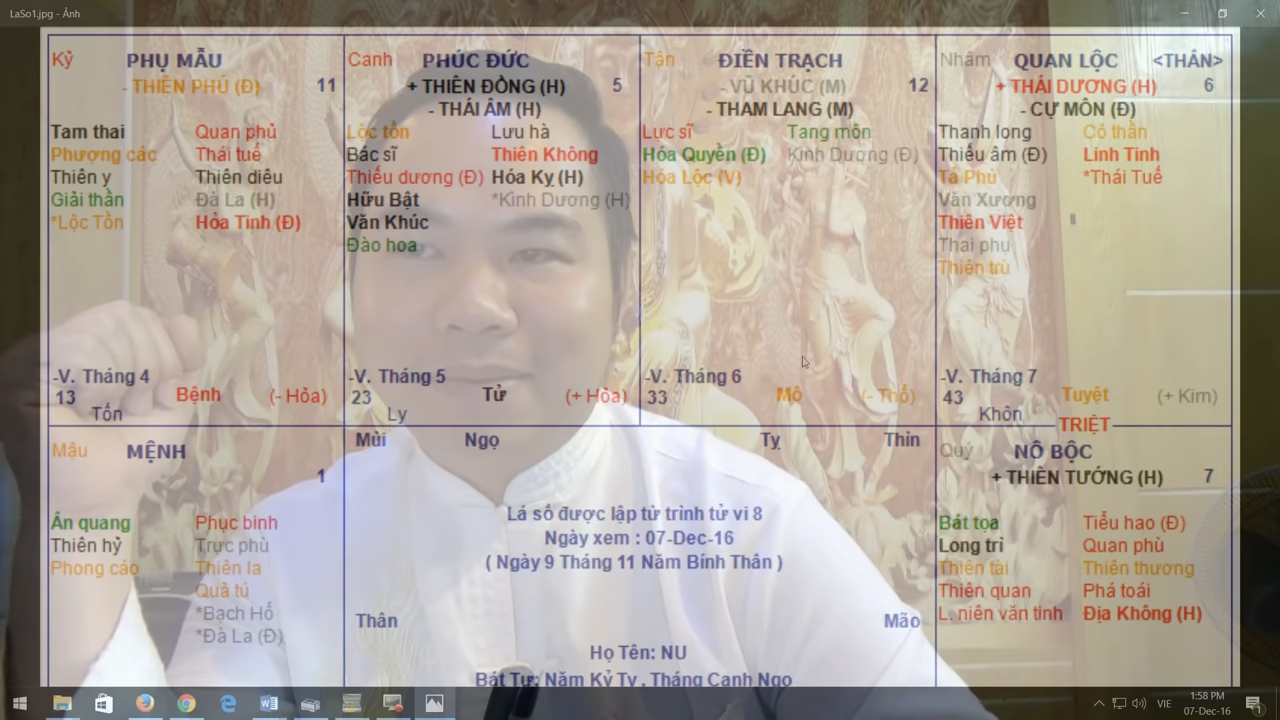 LaSo1.jpg - Ảnh
Kỷ PHỤ MẪU
- THIÊN PHỦ (Đ) 11
Tam thai Quan phủ
Phượng các Thái tuế
Thiên y Thiên diêu
Giải thần Đà La (H)
*Lộc Tồn Hỏa Tinh (Đ)
-V. Tháng 4
13 Bệnh (- Hỏa)
Tốn
Canh PHÚC ĐỨC
+ THIÊN ĐỒNG (H) 5
- THÁI ÂM (H)
Lộc tồn Lưu hà
Bác sĩ Thiên Không
Thiếu dương (Đ) Hóa Kỵ (H)
Hữu Bật *Kình Dương (H)
Văn Khúc
Đào hoa
-V. Tháng 5
23 Tử (+ Hỏa)
Ly
Tân ĐIỀN TRẠCH
- VŨ KHÚC (M) 12
- THAM LANG (M)
Lực sĩ Tang môn
Hóa Quyền (Đ) Kình Dương (Đ)
Hóa Lộc (V)
-V. Tháng 6
33 Mộ (- Thổ)
Nhâm QUAN LỘC <THÂN>
+ THÁI DƯƠNG (H) 6
- CỰ MÔN (Đ)
Thanh long Cô thần
Thiếu âm (Đ) Linh Tinh
Tả Phù *Thái Tuế
Văn Xương
Thiên Việt
Thai phụ
Thiên trù
-V. Tháng 7
43 Tuyệt (+ Kim)
Khôn
TRIỆT
Mậu MỆNH
1
Ân quang Phục binh
Thiên hỷ Trực phù
Phong cáo Thiên la
Quả tú
*Bạch Hổ
*Đà La (Đ)
Mùi Ngọ Tỵ Thìn
Lá số được lập từ trình tử vi 8
Ngày xem : 07-Dec-16
( Ngày 9 Tháng 11 Năm Bính Thân )
Thân Mão
Họ Tên: NU
Bát Tự: Năm Kỷ Tỵ , Tháng Canh Ngọ
Quý NÔ BỘC
+ THIÊN TƯỚNG (H) 7
Bát tọa Tiểu hao (Đ)
Long trì Quan phù
Thiên tài Thiên thương
Thiên quan Phá toái
L. niên văn tinh Địa Không (H)
VIE
1:58 PM
07-Dec-16
1